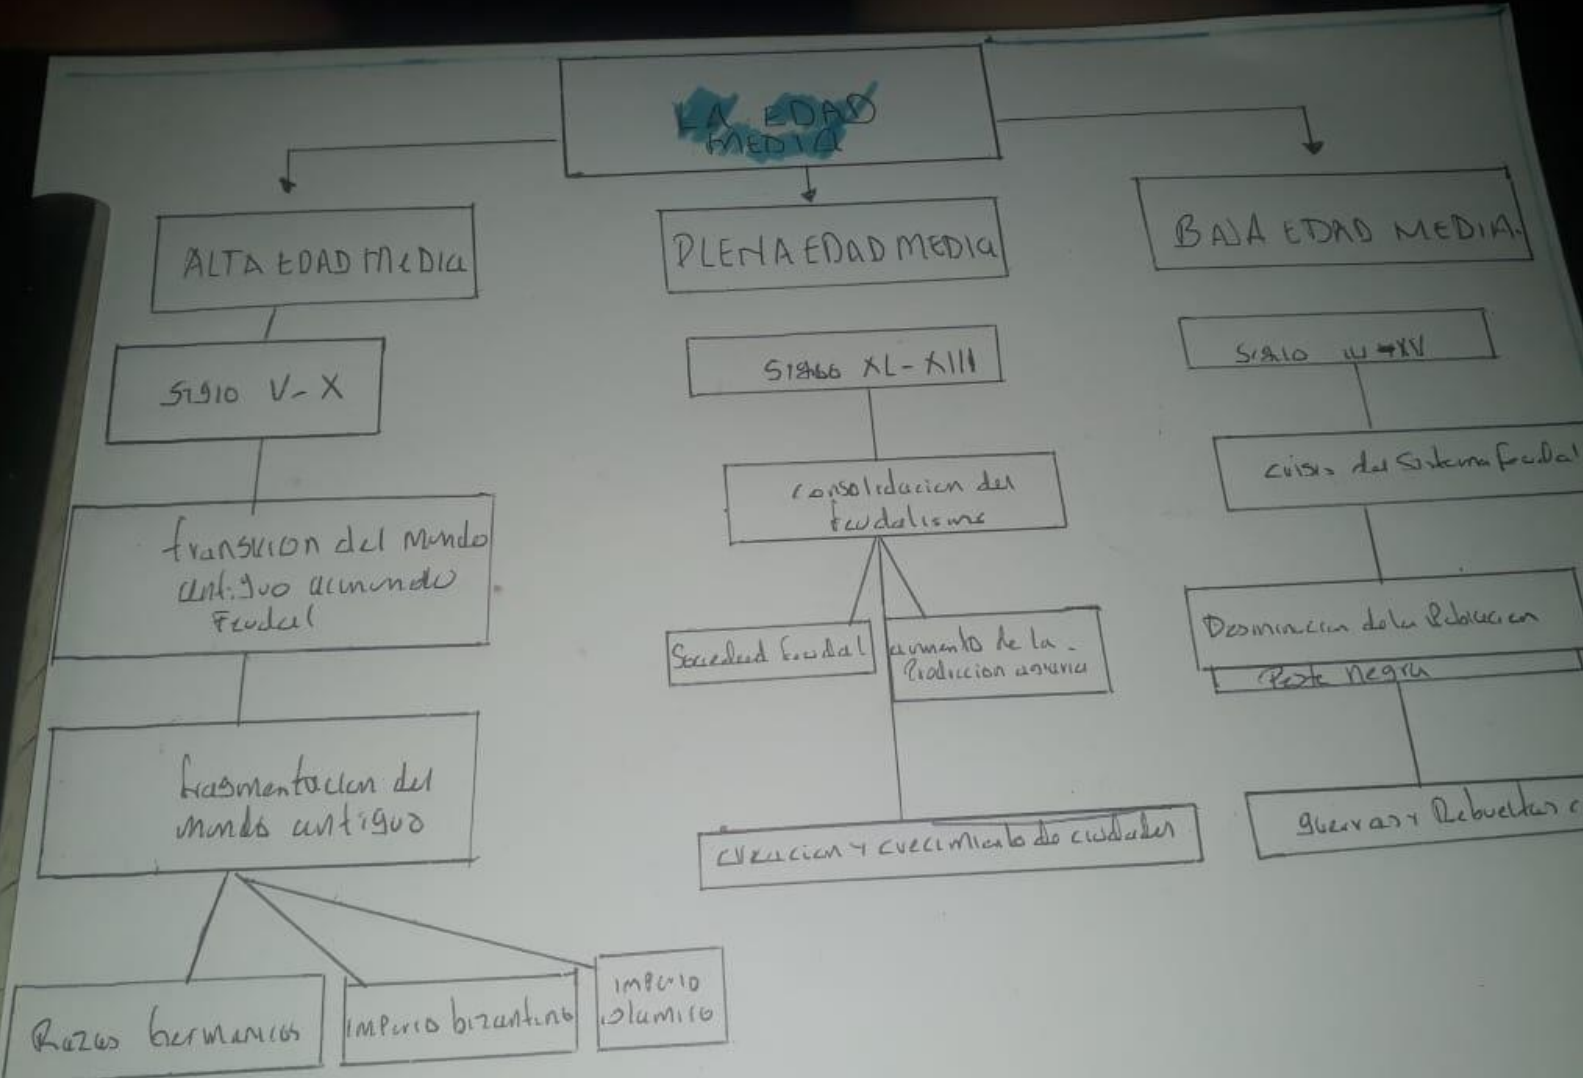 LA EDAD
MEDIA
ALTA EDAD MEDIA
PLENA EDAD MEDIA
BAJA EDAD MEDIA.
Siglo V-X
Siglo XL-XIII
Siglo XV
transicion del Mundo
antiguo al mundo
Feudal
consolidacion del
feudalismo
crisis del Sistema feudal
fragmentacion del
mundo antiguo
Sociedad feudal
aumento de la
Produccion agraria
de la Poblacion
Peste negra
creacion y crecimiento de ciudades
guerras y Rebueltas c
Razas Germanicos
imperio bizantino
imperio
islamico